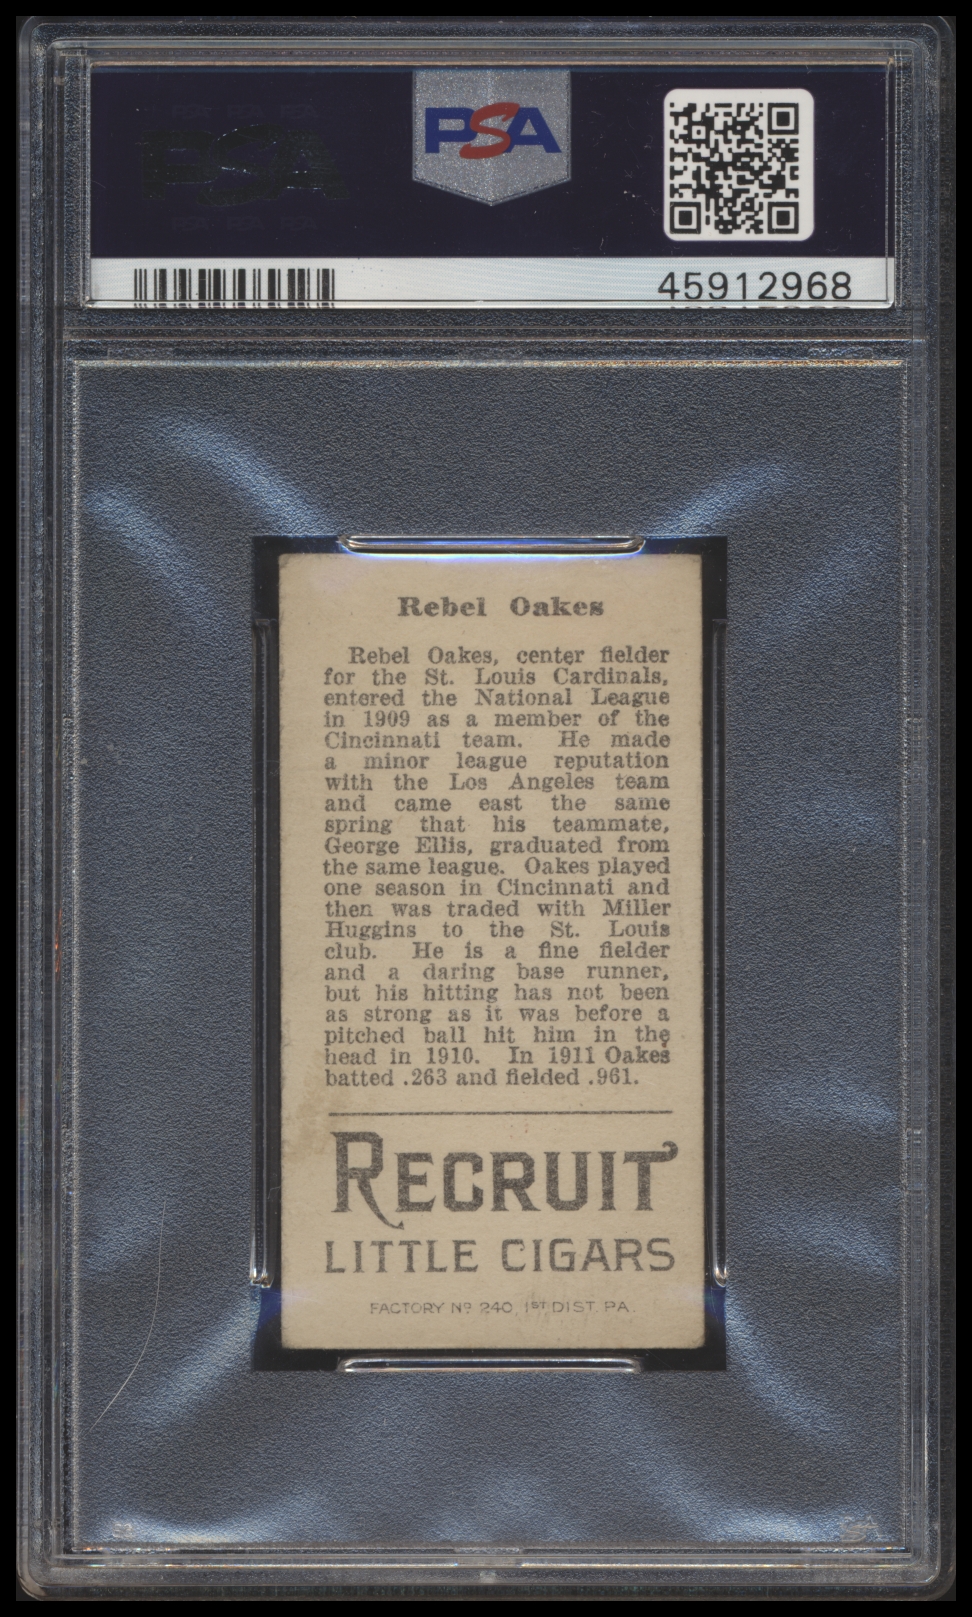 PSA
45912968
Rebel Oakes
Rebel Oakes, center fielder
for the St. Louis Cardinals,
entered the National League
in 1909 as a member of the
Cincinnati team. He made
a minor league reputation
with the Los Angeles team
and came east the same
spring that his teammate,
George Ellis, graduated from
the same league. Oakes played
one season in Cincinnati and
then was traded with Miller
Huggins to the St. Louis
club. He is a fine fielder
and a daring base runner,
but his hitting has not been
as strong as it was before a
pitched ball hit him in the
head in 1910. In 1911 Oakes
batted .263 and fielded .961.
RECRUIT
LITTLE CIGARS
FACTORY Nº 240, 1ST DIST. PA.